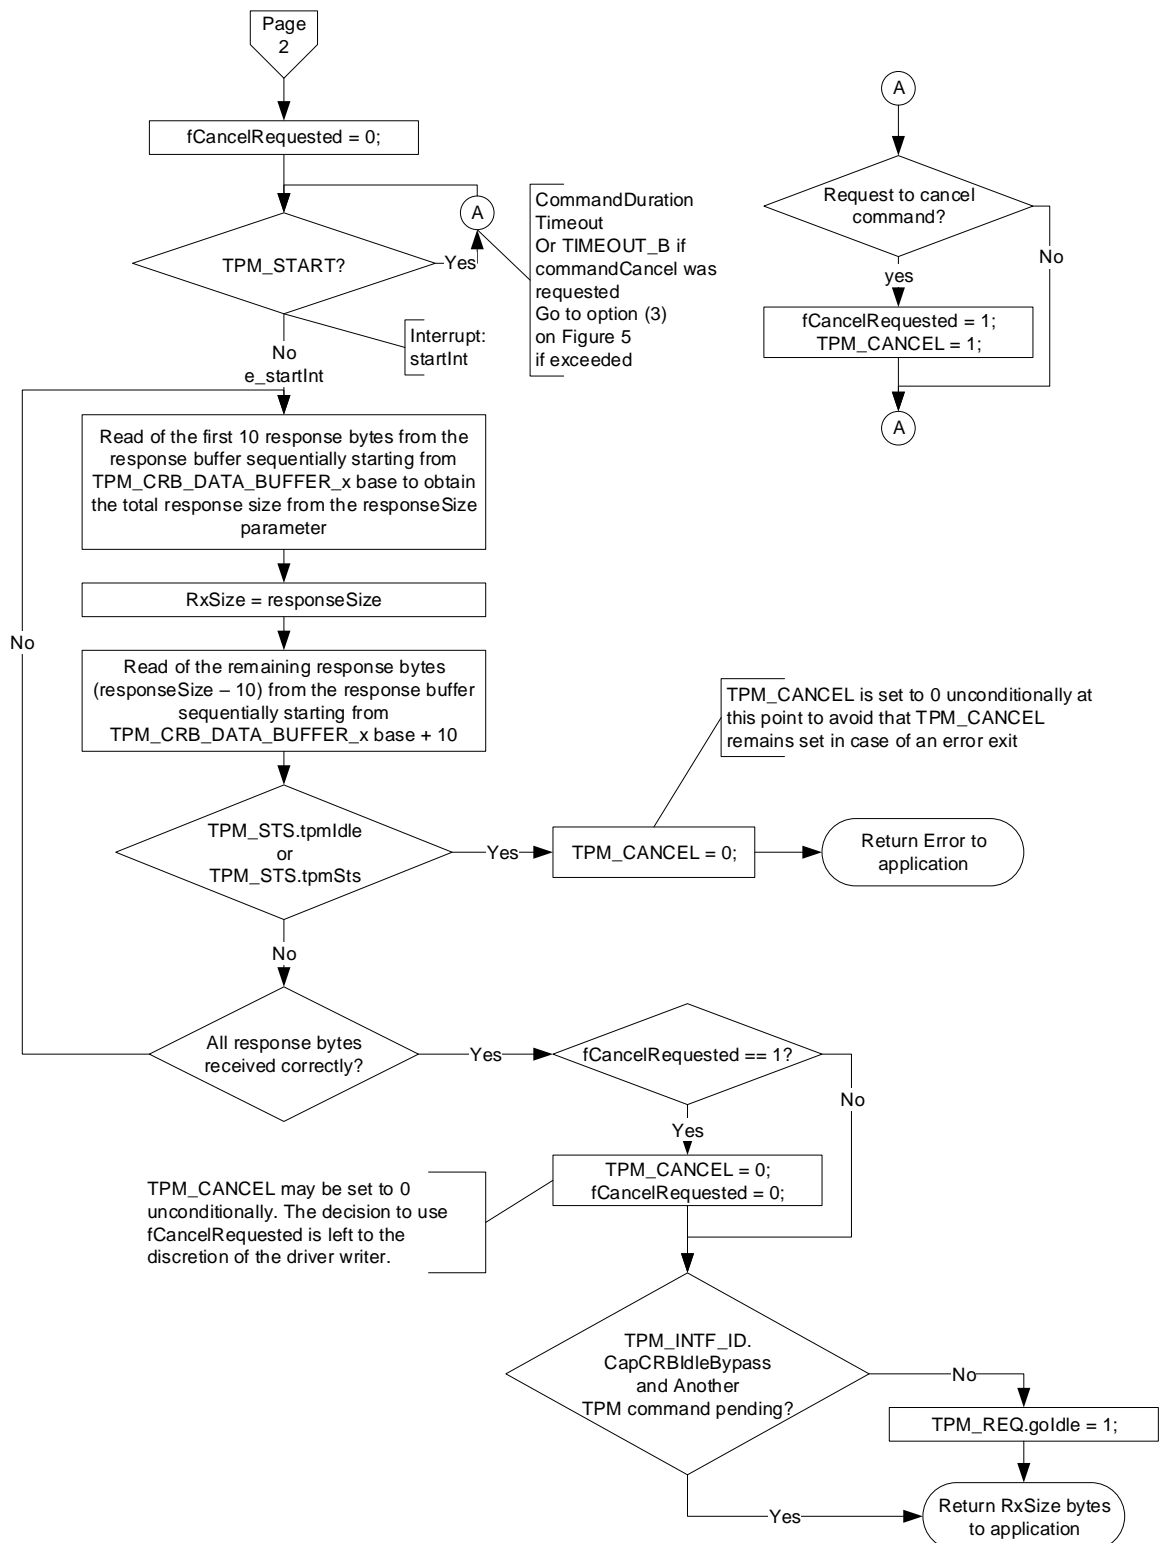 Page
2
fCancelRequested = 0;
TPM_START?
Yes
A
CommandDuration
Timeout
Or TIMEOUT_B if
commandCancel was
requested
Go to option (3)
on Figure 5
if exceeded
Interrupt:
startInt
No
e_startInt
A
Request to cancel
command?
No
yes
fCancelRequested = 1;
TPM_CANCEL = 1;
A
Read of the first 10 response bytes from the
response buffer sequentially starting from
TPM_CRB_DATA_BUFFER_x base to obtain
the total response size from the responseSize
parameter
RxSize = responseSize
No
Read of the remaining response bytes
(responseSize – 10) from the response buffer
sequentially starting from
TPM_CRB_DATA_BUFFER_x base + 10
TPM_CANCEL is set to 0 unconditionally at
this point to avoid that TPM_CANCEL
remains set in case of an error exit
TPM_STS.tpmIdle
or
TPM_STS.tpmSts
Yes
TPM_CANCEL = 0;
Return Error to
application
No
All response bytes
received correctly?
Yes
fCancelRequested == 1?
No
Yes
TPM_CANCEL = 0;
fCancelRequested = 0;
TPM_CANCEL may be set to 0
unconditionally. The decision to use
fCancelRequested is left to the
discretion of the driver writer.
TPM_INTF_ID.
CapCRBIdleBypass
and Another
TPM command pending?
No
TPM_REQ.goIdle = 1;
Yes
Return RxSize bytes
to application